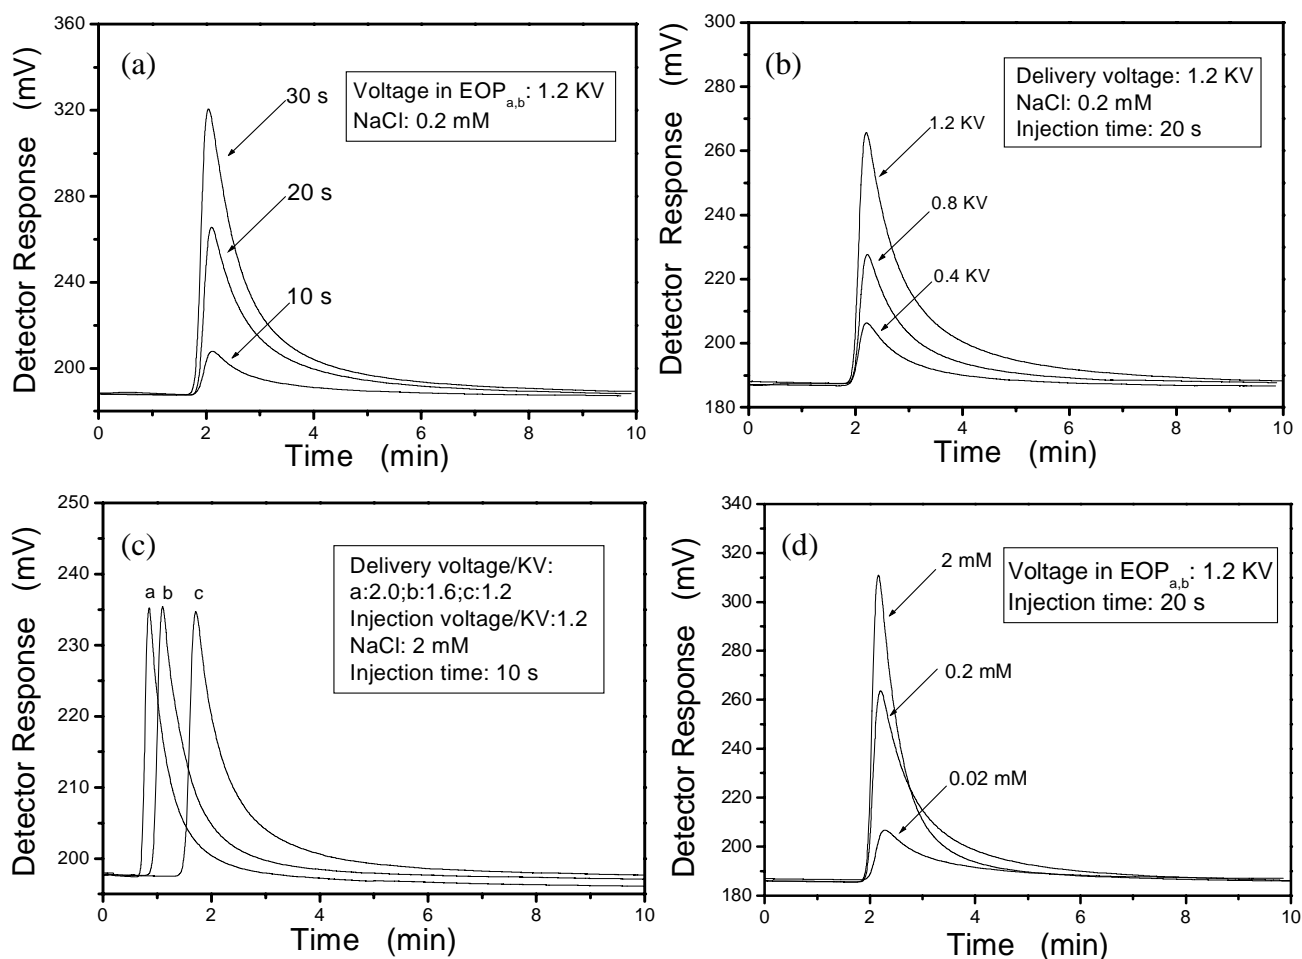 (a)
Detector Response (mV)
360
320
280
240
200
30 s
20 s
10 s
Voltage in EOPa,b: 1.2 KV
NaCl: 0.2 mM
0 2 4 6 8 10
Time (min)
(b)
Detector Response (mV)
300
280
260
240
220
200
180
1.2 KV
0.8 KV
0.4 KV
Delivery voltage: 1.2 KV
NaCl: 0.2 mM
Injection time: 20 s
0 2 4 6 8 10
Time (min)
(c)
Detector Response (mV)
250
240
230
220
210
200
a b c
Delivery voltage/KV:
a:2.0;b:1.6;c:1.2
Injection voltage/KV:1.2
NaCl: 2 mM
Injection time: 10 s
0 2 4 6 8 10
Time (min)
(d)
Detector Response (mV)
340
320
300
280
260
240
220
200
180
2 mM
0.2 mM
0.02 mM
Voltage in EOPa,b: 1.2 KV
Injection time: 20 s
0 2 4 6 8 10
Time (min)